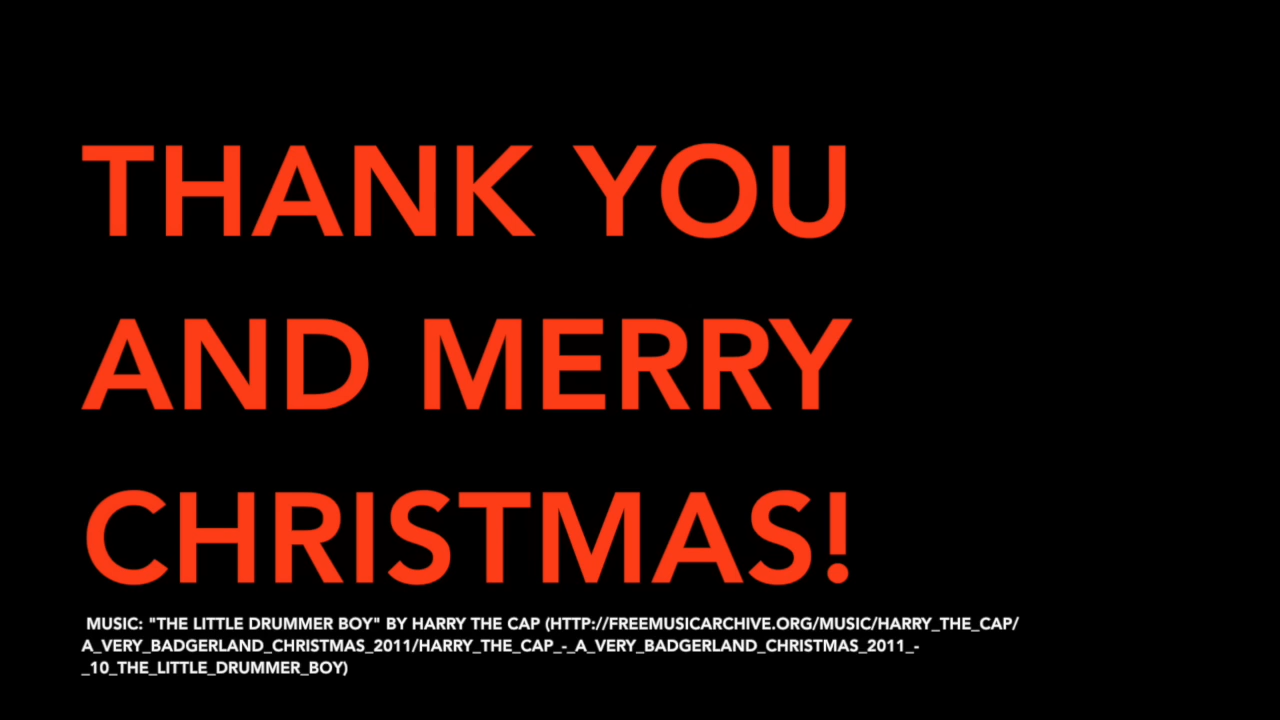 THANK YOU
AND MERRY
CHRISTMAS!
MUSIC: "THE LITTLE DRUMMER BOY" BY HARRY THE CAP (HTTP://FREEMUSICARCHIVE.ORG/MUSIC/HARRY_THE_CAP/
A_VERY_BADGERLAND_CHRISTMAS_2011/HARRY_THE_CAP_-_A_VERY_BADGERLAND_CHRISTMAS_2011_-
_10_THE_LITTLE_DRUMMER_BOY)